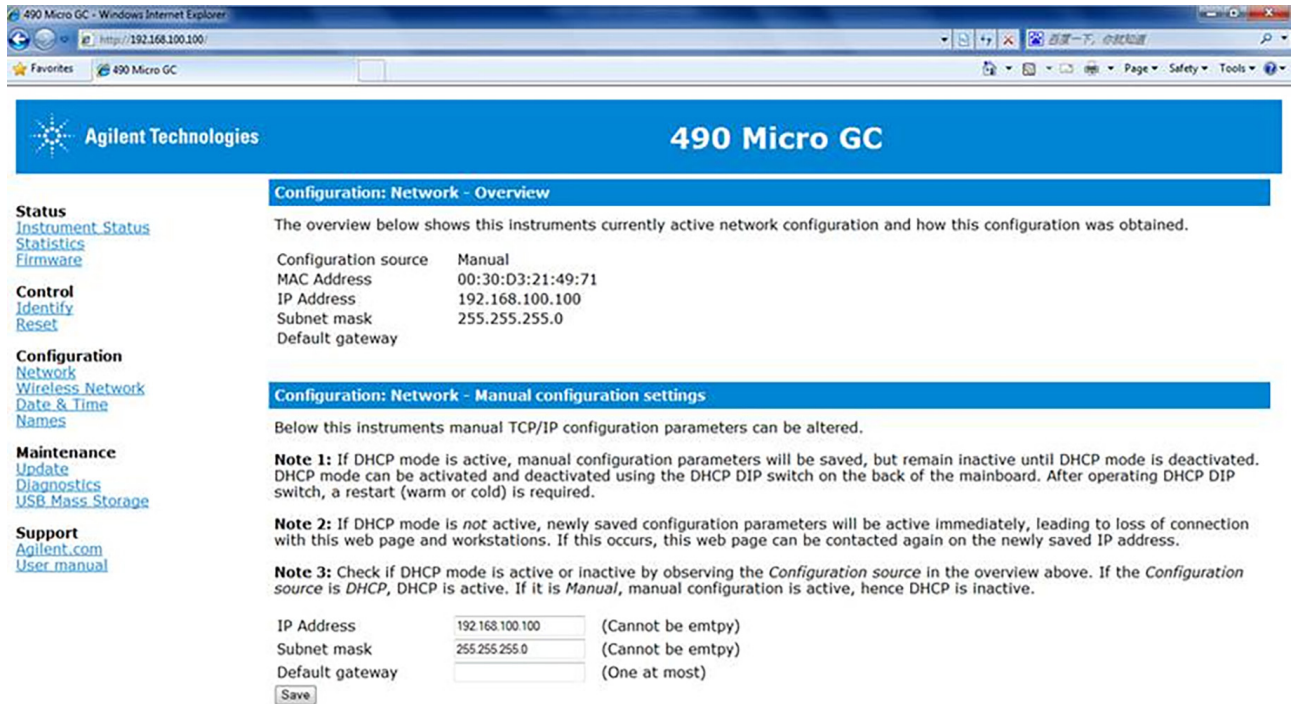 490 Micro GC - Windows Internet Explorer
http://192.168.100.100/
百度一下，你就知道
Favorites
490 Micro GC
Page
Safety
Tools
Agilent Technologies
490 Micro GC
Status
Instrument Status
Statistics
Firmware
Control
Identify
Reset
Configuration
Network
Wireless Network
Date & Time
Names
Maintenance
Update
Diagnostics
USB Mass Storage
Support
Agilent.com
User manual
Configuration: Network - Overview
The overview below shows this instruments currently active network configuration and how this configuration was obtained.
Configuration source Manual
MAC Address 00:30:D3:21:49:71
IP Address 192.168.100.100
Subnet mask 255.255.255.0
Default gateway
Configuration: Network - Manual configuration settings
Below this instruments manual TCP/IP configuration parameters can be altered.
Note 1: If DHCP mode is active, manual configuration parameters will be saved, but remain inactive until DHCP mode is deactivated.
DHCP mode can be activated and deactivated using the DHCP DIP switch on the back of the mainboard. After operating DHCP DIP
switch, a restart (warm or cold) is required.
Note 2: If DHCP mode is not active, newly saved configuration parameters will be active immediately, leading to loss of connection
with this web page and workstations. If this occurs, this web page can be contacted again on the newly saved IP address.
Note 3: Check if DHCP mode is active or inactive by observing the Configuration source in the overview above. If the Configuration
source is DHCP, DHCP is active. If it is Manual, manual configuration is active, hence DHCP is inactive.
IP Address 192.168.100.100 (Cannot be emtpy)
Subnet mask 255.255.255.0 (Cannot be emtpy)
Default gateway (One at most)
Save